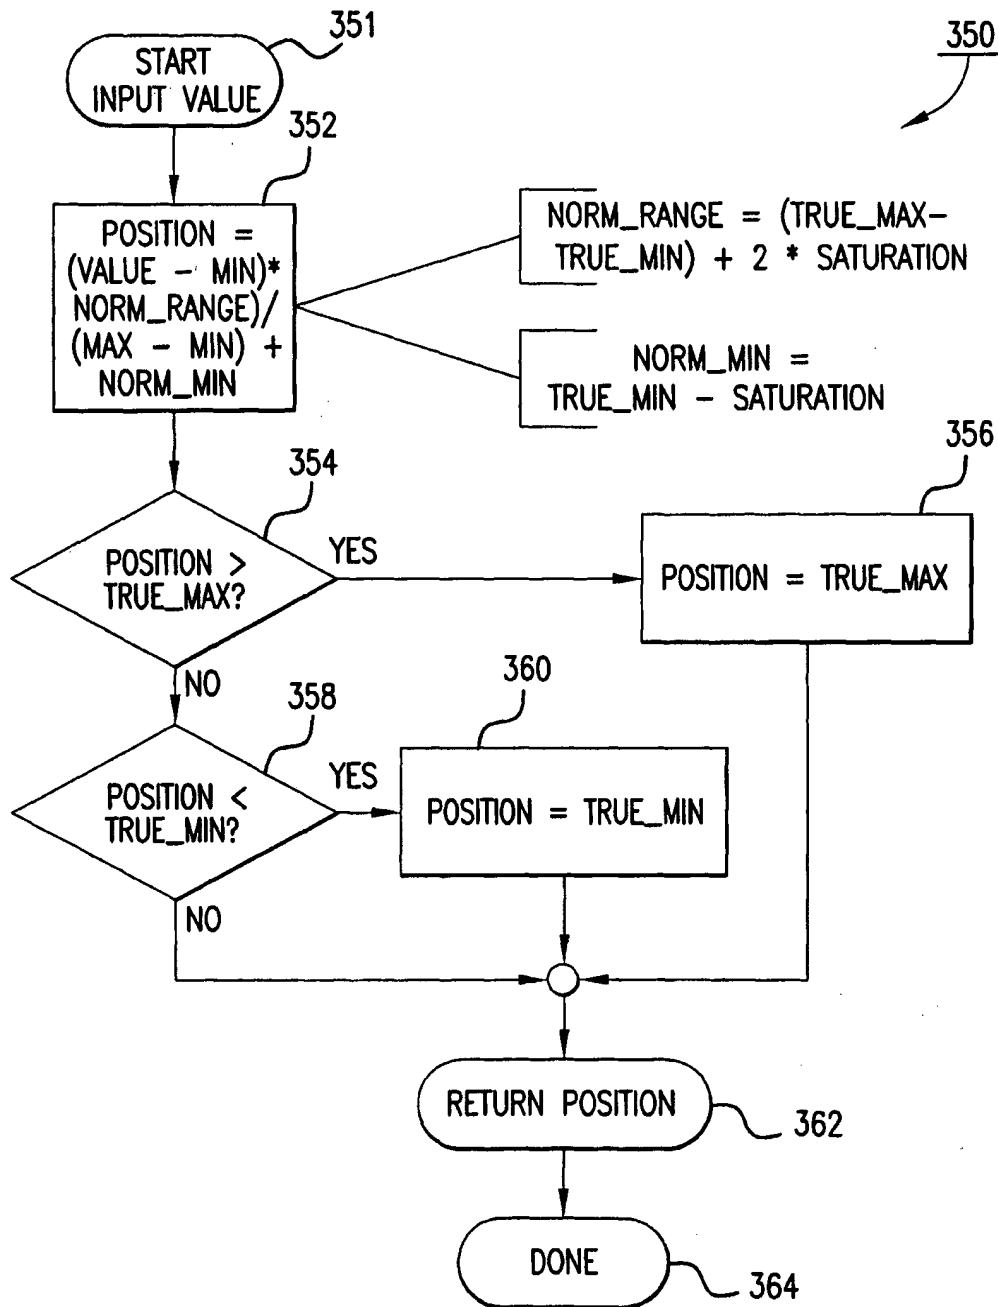 351
350
START
INPUT VALUE
352
POSITION =
(VALUE - MIN)*
NORM_RANGE)/
(MAX - MIN) +
NORM_MIN
NORM_RANGE = (TRUE_MAX-
TRUE_MIN) + 2 * SATURATION
NORM_MIN =
TRUE_MIN - SATURATION
354
POSITION >
TRUE_MAX?
YES
356
POSITION = TRUE_MAX
NO
358
POSITION <
TRUE_MIN?
YES
360
POSITION = TRUE_MIN
NO
RETURN POSITION
362
DONE
364